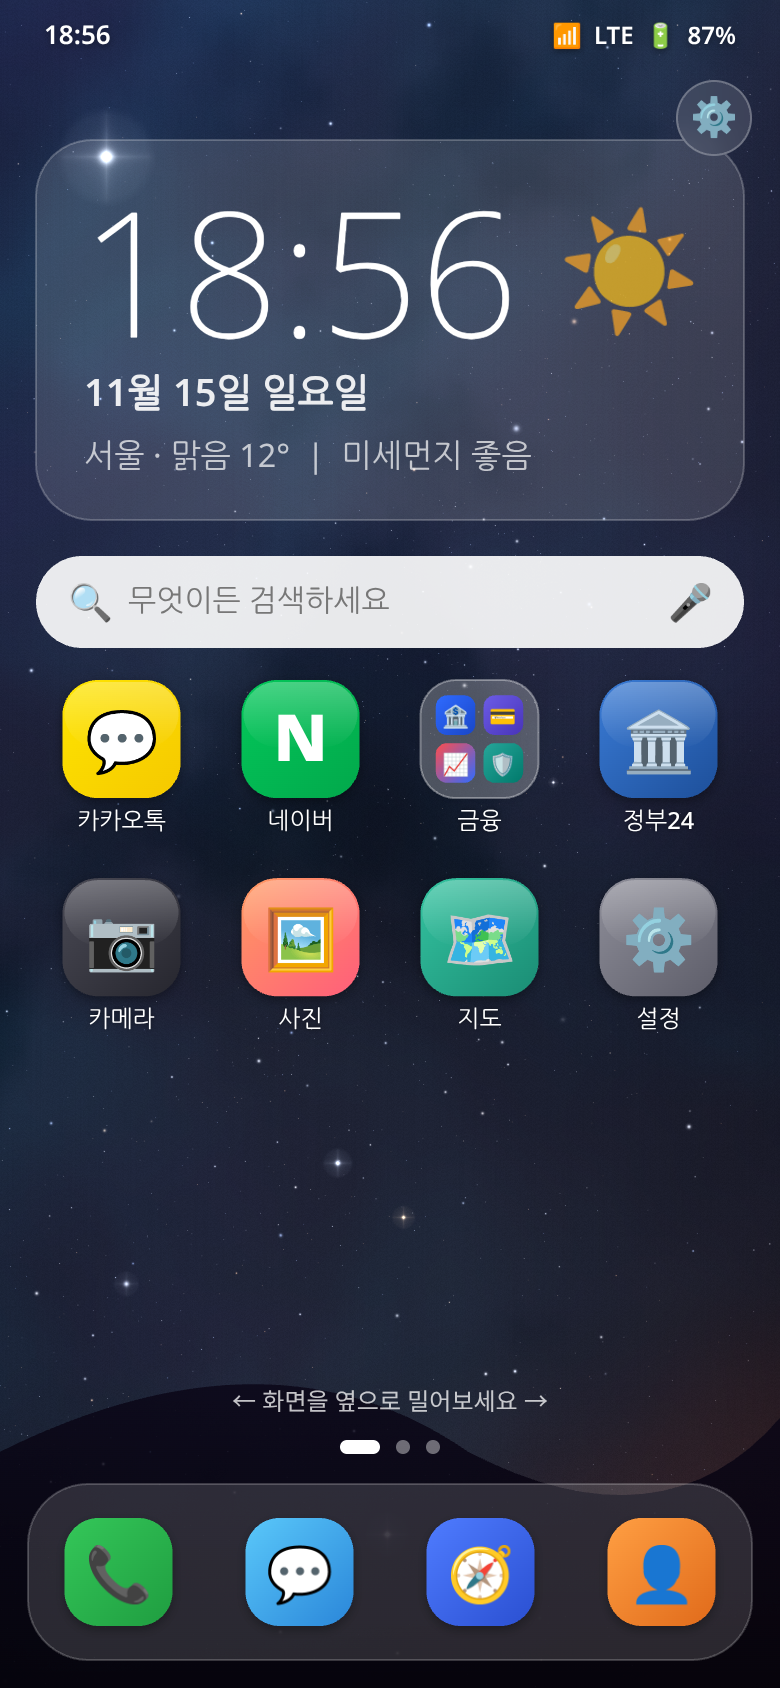 18:56 LTE 87%
18:56
11월 15일 일요일
서울 · 맑음 12° | 미세먼지 좋음
무엇이든 검색하세요
N
카카오톡 네이버 금융 정부24
카메라 사진 지도 설정
← 화면을 옆으로 밀어보세요 →